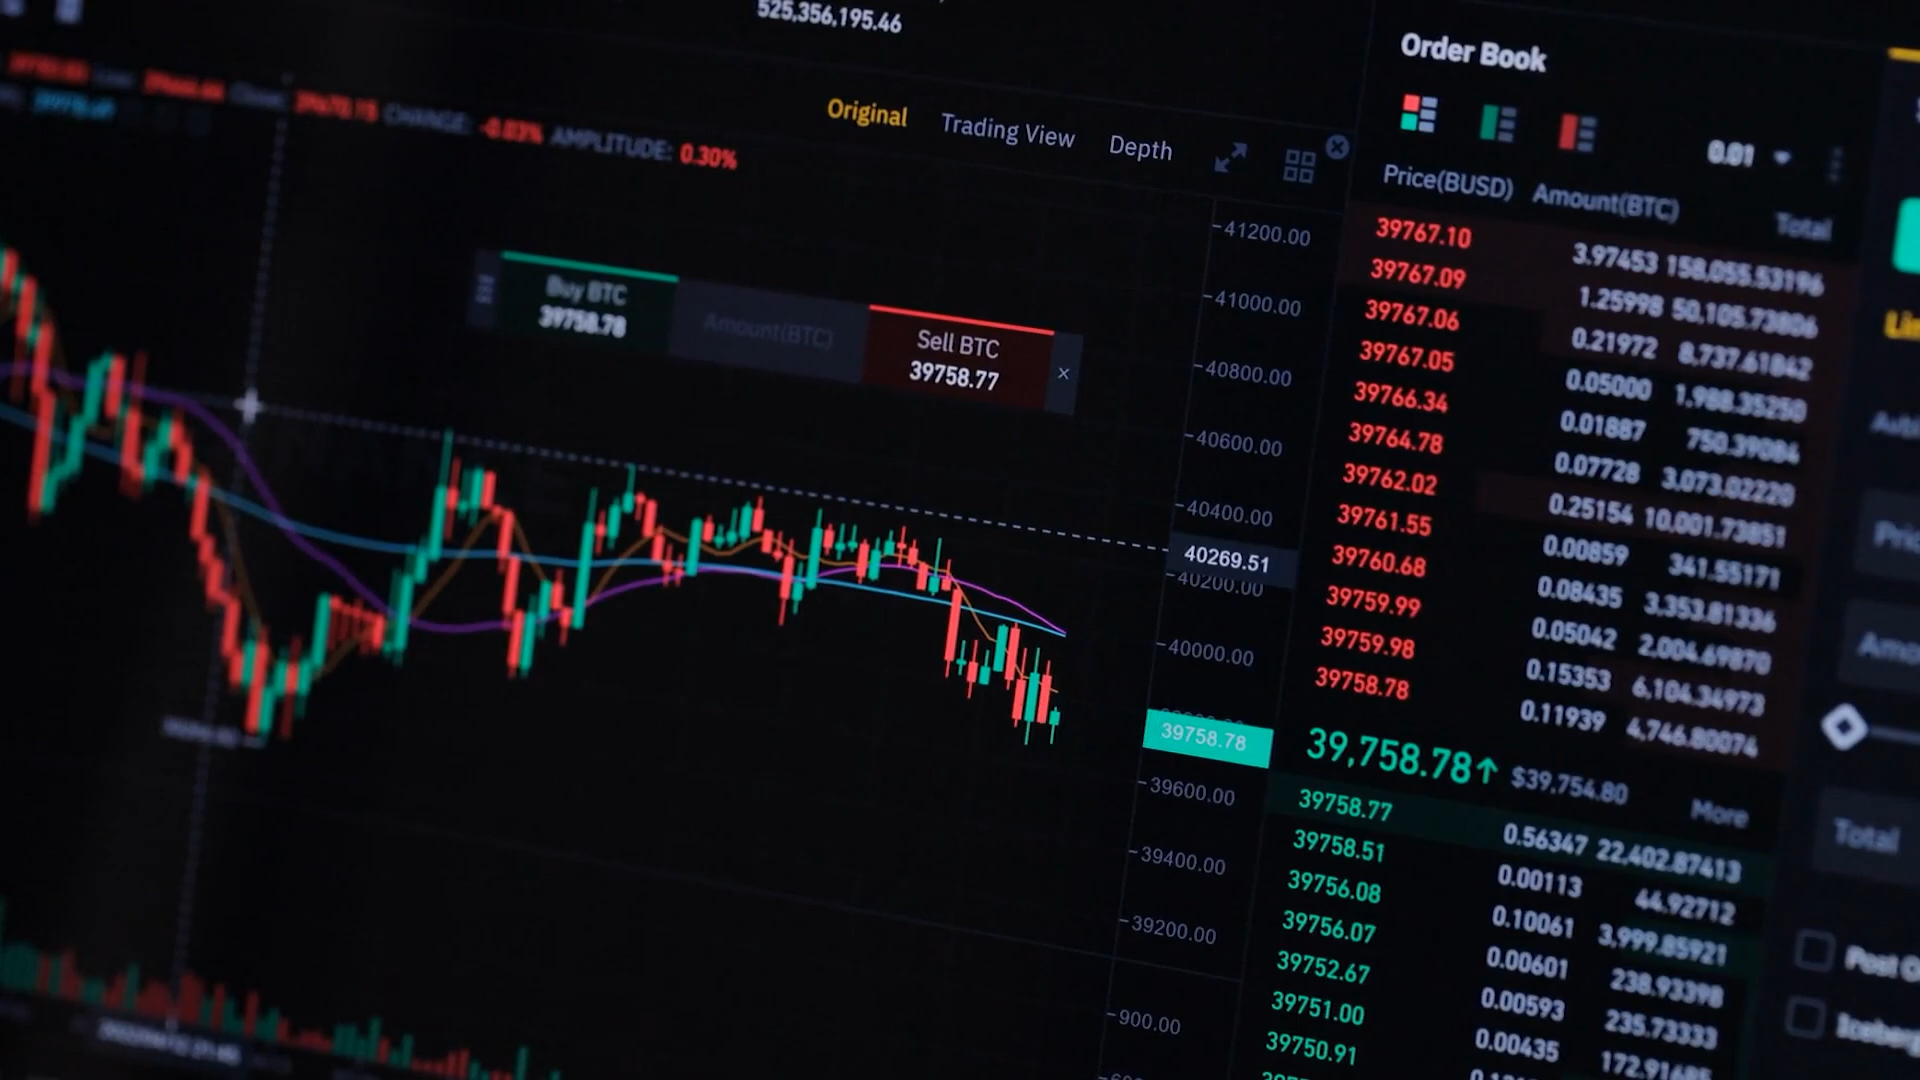 525,356,195.46
CHANGE: -0.03% AMPLITUDE: 0.30%
Original Trading View Depth
Buy BTC
39758.78
Amount(BTC)
Sell BTC
39758.77
×
41200.00
41000.00
40800.00
40600.00
40400.00
40269.51
40200.00
40000.00
39758.78
39600.00
39400.00
39200.00
900.00
Order Book
0.01
Price(BUSD) Amount(BTC) Total
39767.10 3.97453 158,055.53196
39767.09 1.25998 50,105.73806
39767.06 0.21972 8,737.61842
39767.05 0.05000 1,988.35250
39766.34 0.01887 750.39084
39764.78 0.07728 3,073.02220
39762.02 0.25154 10,001.73851
39761.55 0.00859 341.55171
39760.68 0.08435 3,353.81336
39759.99 0.05042 2,004.69870
39759.98 0.15353 6,104.34973
39758.78 0.11939 4,746.80074
39,758.78↑ $39,754.80 More
39758.77 0.56347 22,402.87413
39758.51 0.00113 44.92712
39756.08 0.10061 3,999.85921
39756.07 0.00601 238.93398
39752.67 0.00593 235.73333
39751.00 0.00435 172.91685
39750.91
Total
Post O
Iceberg